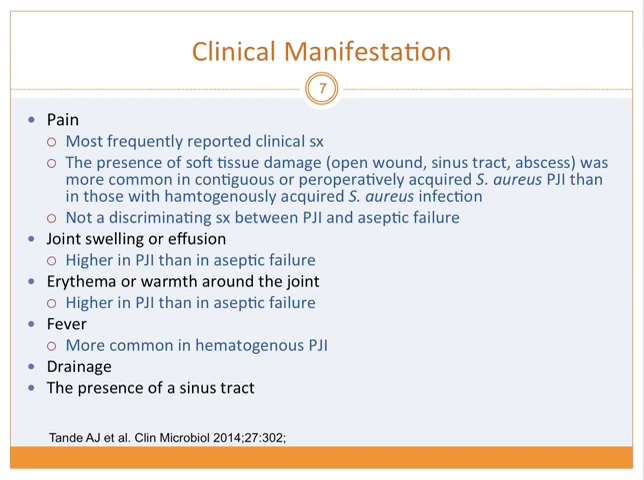 Clinical Manifestation
7
• Pain
○ Most frequently reported clinical sx
○ The presence of soft tissue damage (open wound, sinus tract, abscess) was
more common in contiguous or peroperatively acquired S. aureus PJI than
in those with hamtogenously acquired S. aureus infection
○ Not a discriminating sx between PJI and aseptic failure
• Joint swelling or effusion
○ Higher in PJI than in aseptic failure
• Erythema or warmth around the joint
○ Higher in PJI than in aseptic failure
• Fever
○ More common in hematogenous PJI
• Drainage
• The presence of a sinus tract
Tande AJ et al. Clin Microbiol 2014;27:302;